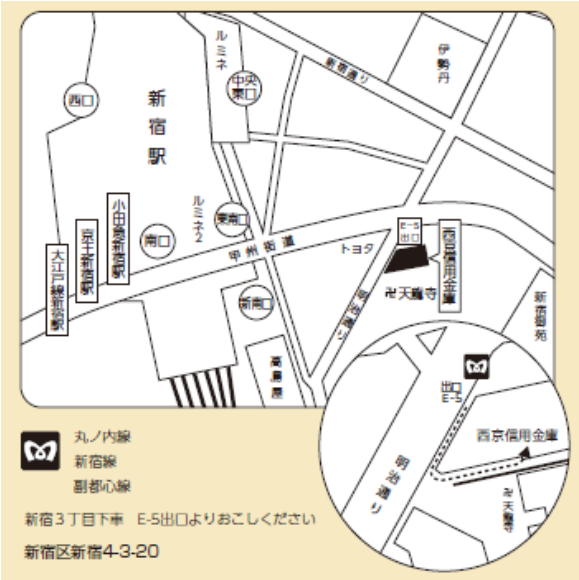 ルミネ
新宿通り
伊勢丹
中央
東口
西口
新宿駅
ルミネ2
東南口
小田急新宿駅
京王新宿駅
大江戸線新宿駅
南口
甲州街道
トヨタ
E-5
出口
西京信用金庫
卍天龍寺
明治通り
新南口
高島屋
新宿御苑
出口
E-5
西京信用金庫
明治通り
卍天龍寺
丸ノ内線
新宿線
副都心線
新宿3丁目下車 E-5出口よりおこしください
新宿区新宿4-3-20